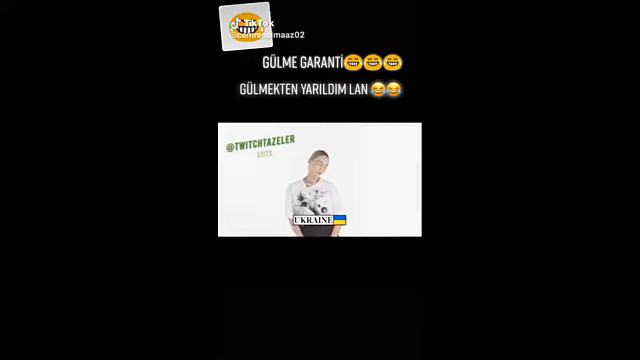 TikTok
GÜLME GARANTİ😂😂😂
GÜLMEKTEN YARILDIM LAN 😂😂
@TWITCHTAZELER
EDITS
UKRAINE🇺🇦